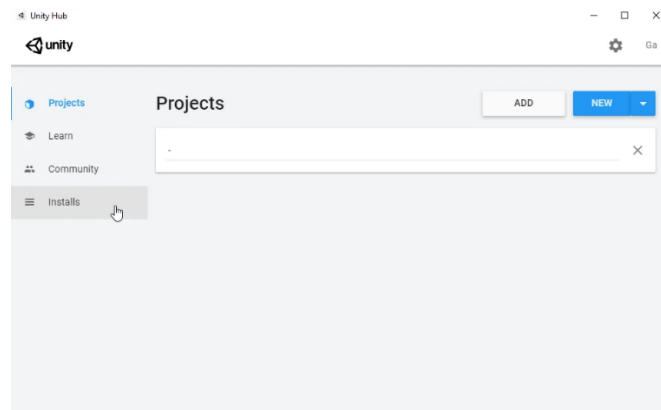 Unity Hub
unity
Ga
Projects
Learn
Community
Installs
Projects
ADD
NEW
-